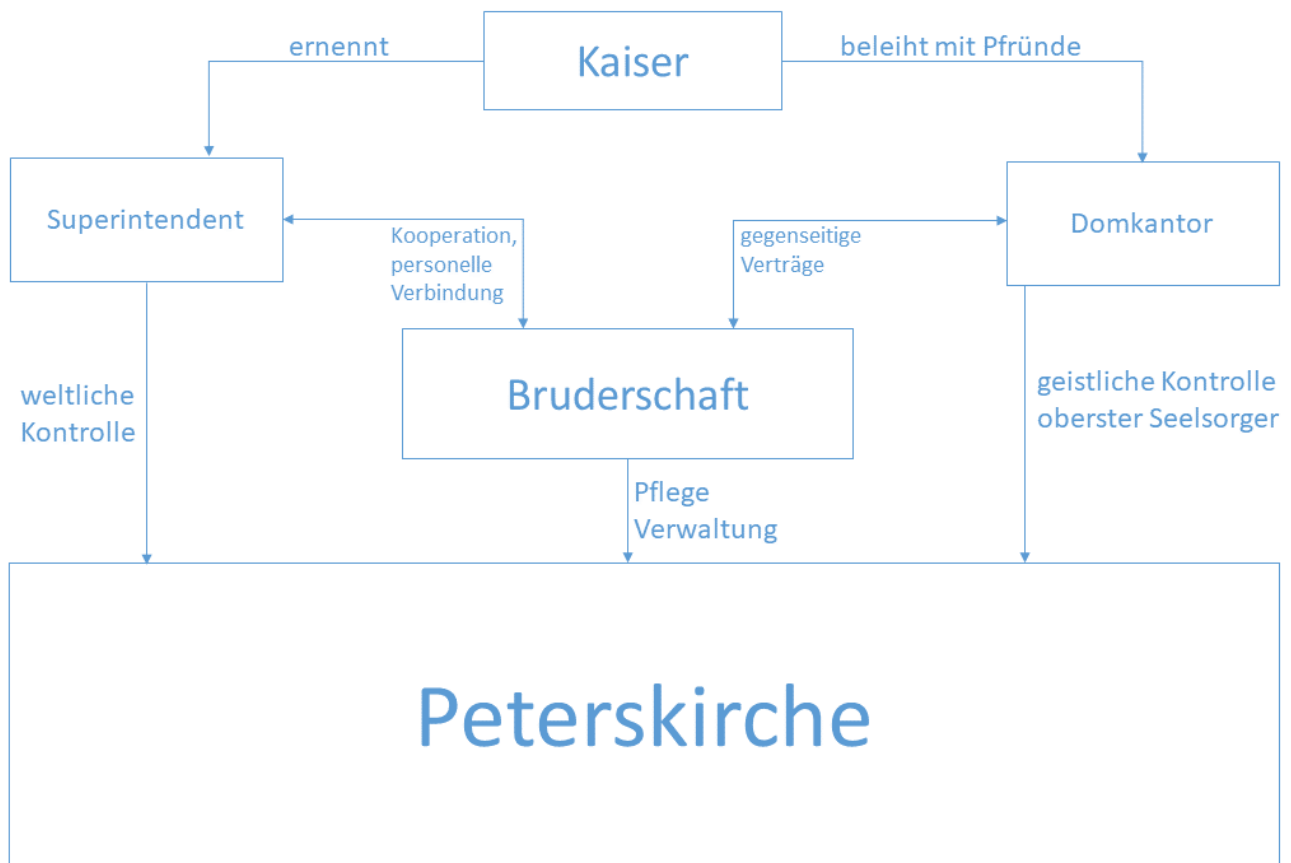 ernennt
Kaiser
beleiht mit Pfründe
Superintendent
Kooperation,
personelle
Verbindung
gegenseitige
Verträge
Domkantor
weltliche
Kontrolle
Bruderschaft
geistliche Kontrolle
oberster Seelsorger
Pflege
Verwaltung
Peterskirche